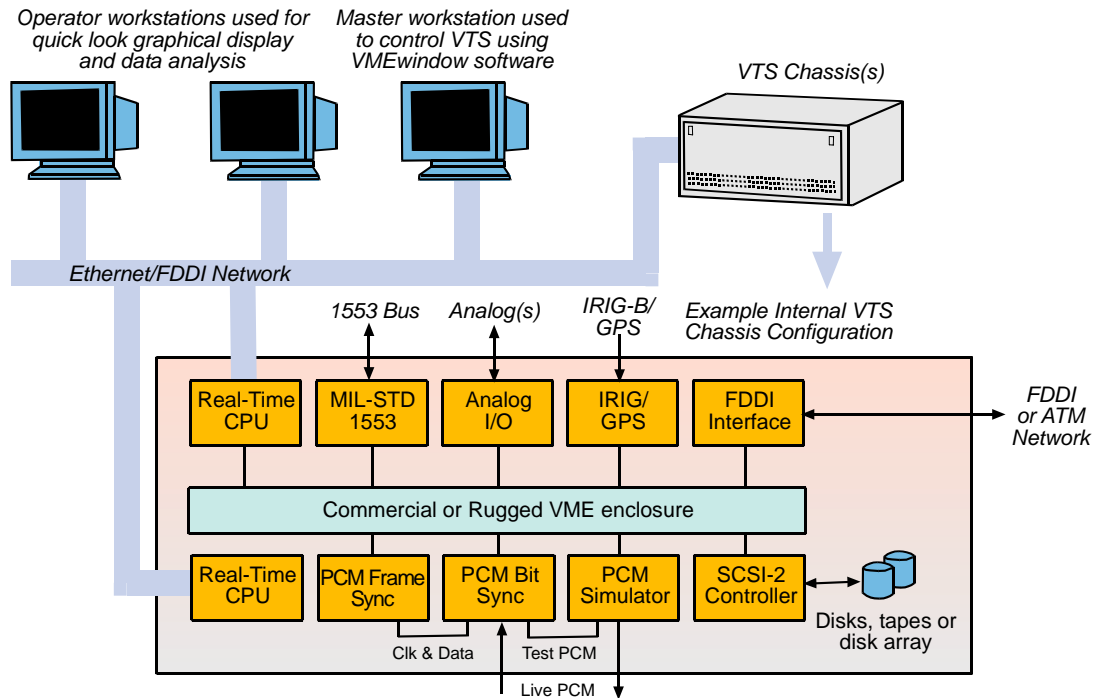 Operator workstations used for
quick look graphical display
and data analysis
Master workstation used
to control VTS using
VMEwindow software
VTS Chassis(s)
Ethernet/FDDI Network
1553 Bus
Analog(s)
IRIG-B/
GPS
Example Internal VTS
Chassis Configuration
Real-Time
CPU
MIL-STD
1553
Analog
I/O
IRIG/
GPS
FDDI
Interface
FDDI
or ATM
Network
Commercial or Rugged VME enclosure
Real-Time
CPU
PCM Frame
Sync
PCM Bit
Sync
PCM
Simulator
SCSI-2
Controller
Disks, tapes or
disk array
Clk & Data
Test PCM
Live PCM